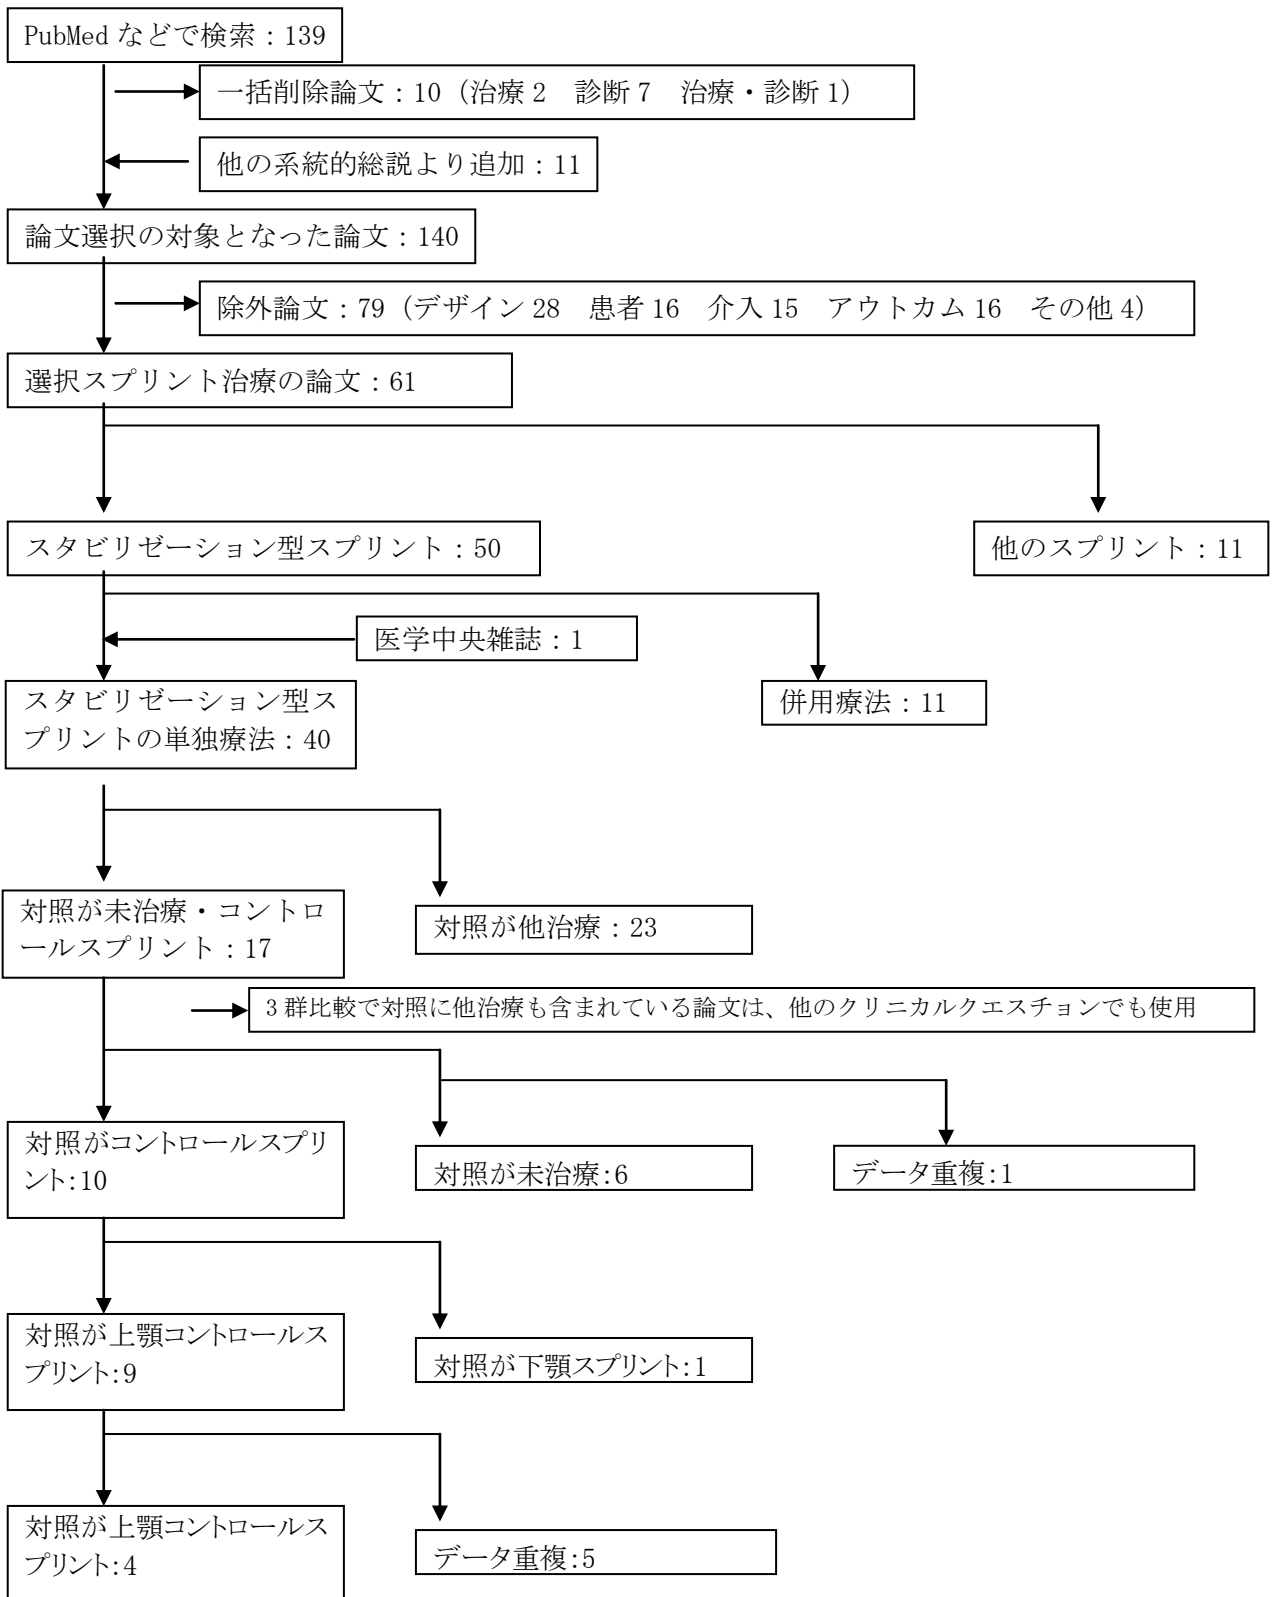 PubMed などで検索：139
一括削除論文：10（治療 2　診断 7　治療・診断 1）
他の系統的総説より追加：11
論文選択の対象となった論文：140
除外論文：79（デザイン 28　患者 16　介入 15　アウトカム 16　その他 4）
選択スプリント治療の論文：61
スタビリゼーション型スプリント：50
他のスプリント：11
医学中央雑誌：1
スタビリゼーション型ス
プリントの単独療法：40
併用療法：11
対照が未治療・コントロ
ールスプリント：17
対照が他治療：23
3 群比較で対照に他治療も含まれている論文は、他のクリニカルクエスチョンでも使用
対照がコントロールスプリ
ント:10
対照が未治療:6
データ重複:1
対照が上顎コントロールス
プリント:9
対照が下顎スプリント:1
対照が上顎コントロールス
プリント:4
データ重複:5